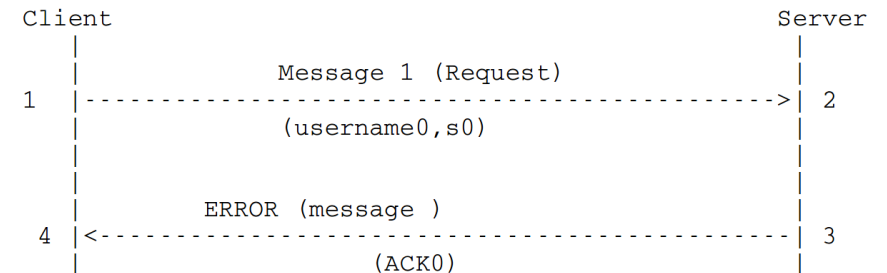 Client Server
| |
| Message 1 (Request) |
1 |----------------------------------------------->| 2
| (username0,s0) |
| |
| |
| ERROR (message ) |
4 |<-----------------------------------------------| 3
| (ACK0) |